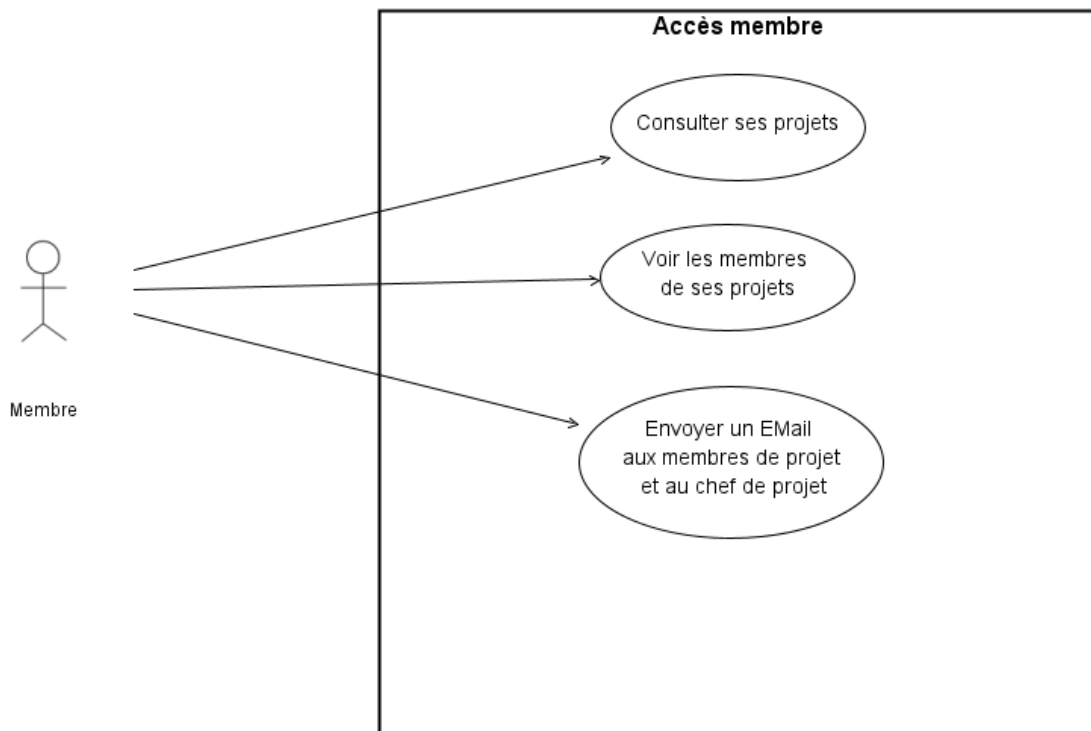 Accès membre
Consulter ses projets
Voir les membres
de ses projets
Membre
Envoyer un EMail
aux membres de projet
et au chef de projet